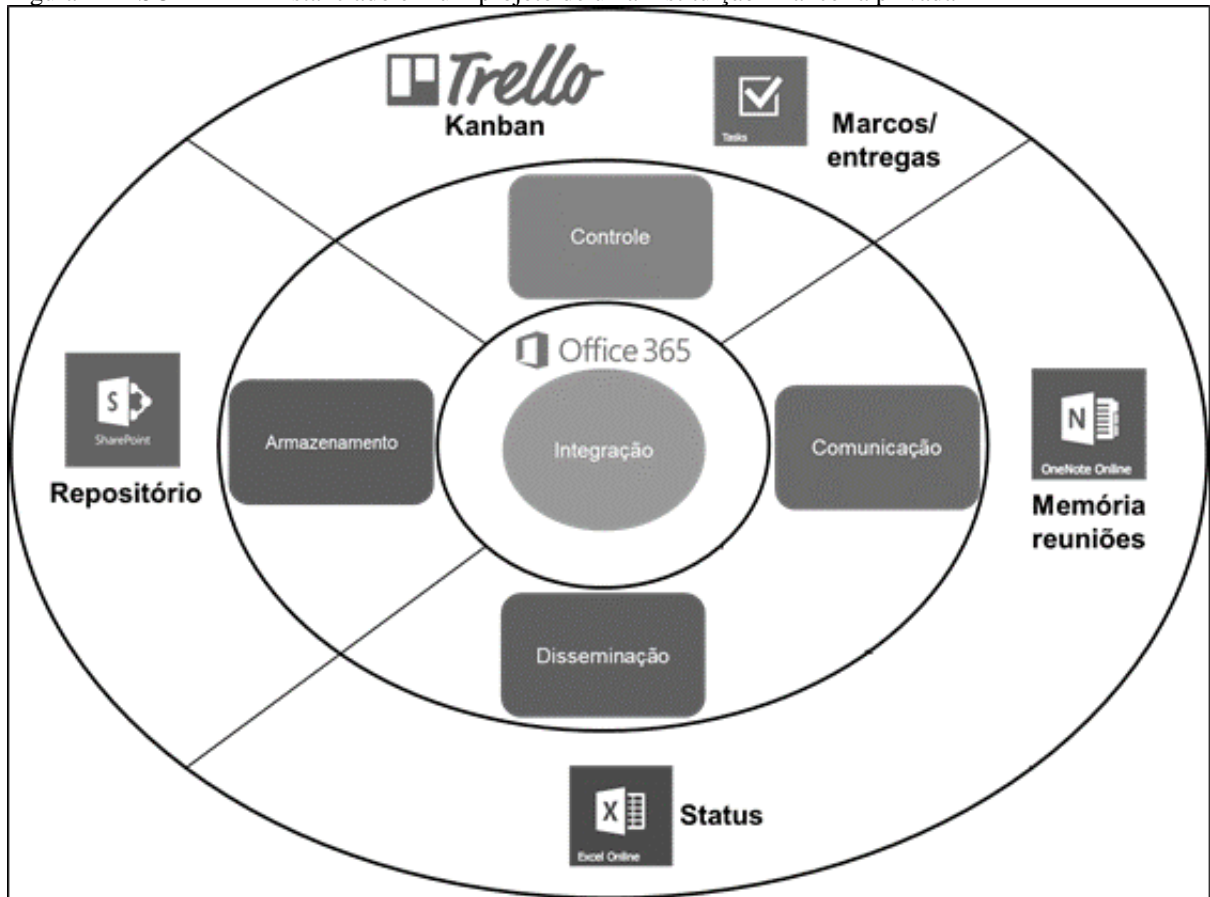 Trello
Kanban
Tasks
Marcos/
entregas
Controle
Office 365
Integração
Armazenamento
Comunicação
SharePoint
Repositório
OneNote Online
Memória
reuniões
Disseminação
Excel Online
Status